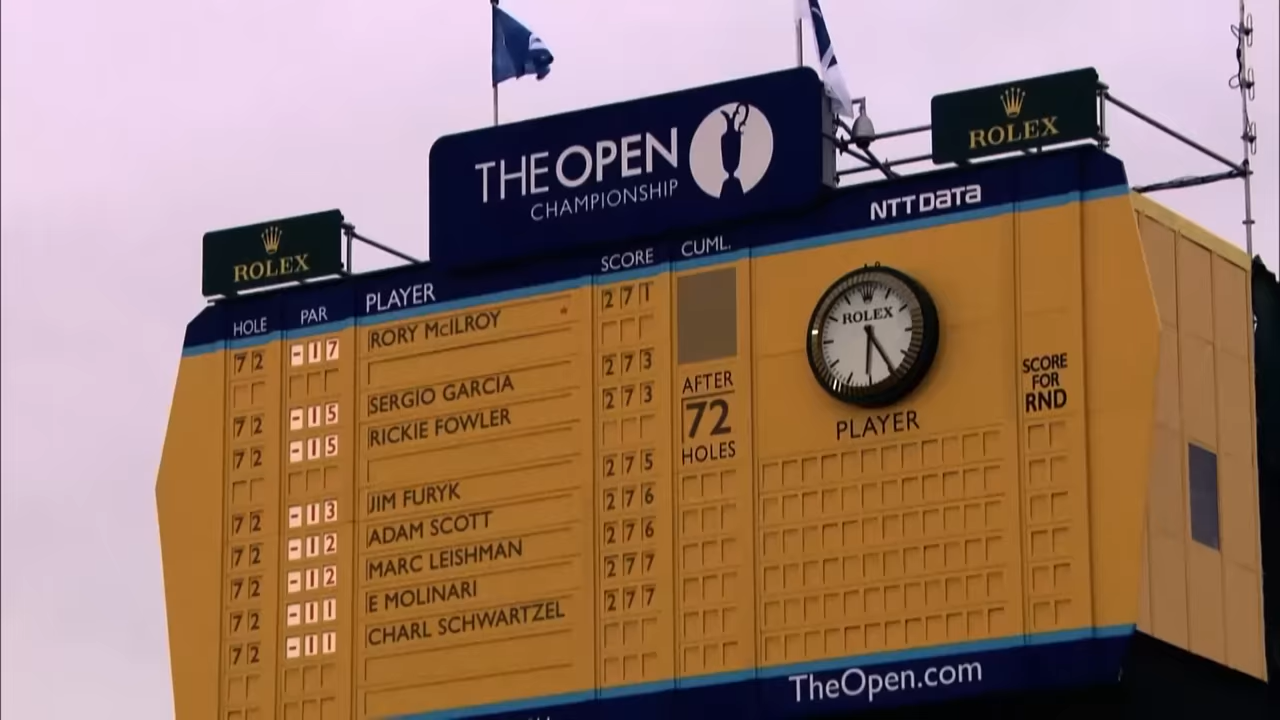 THE OPEN
CHAMPIONSHIP
ROLEX
ROLEX
NTT DATA
HOLE PAR PLAYER SCORE CUML.
72 -17 RORY McILROY 271
72 -15 SERGIO GARCIA 273
72 -15 RICKIE FOWLER 273
72 -13 JIM FURYK 275
72 -12 ADAM SCOTT 276
72 -12 MARC LEISHMAN 276
72 -11 E MOLINARI 277
72 -11 CHARL SCHWARTZEL 277
AFTER
72
HOLES
ROLEX
PLAYER
SCORE
FOR
RND
TheOpen.com